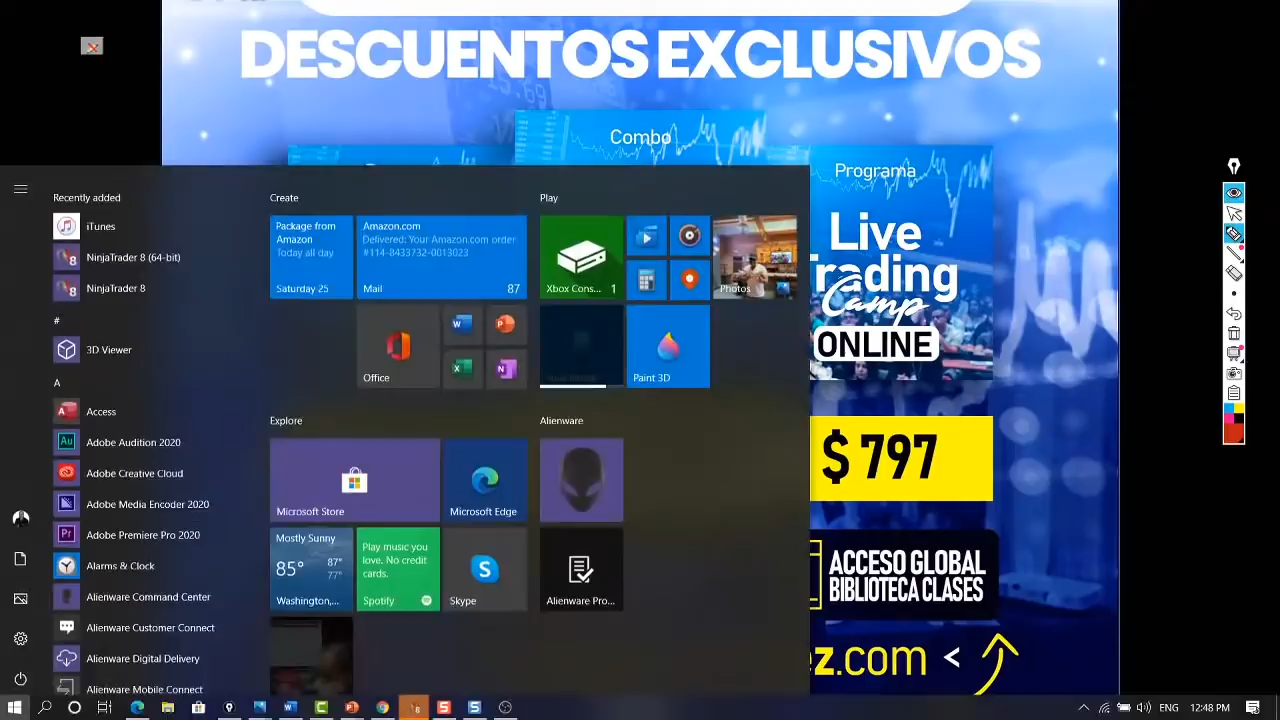 DESCUENTOS EXCLUSIVOS
15.69
Combo
Programa
Live
Trading
Camp
ONLINE
$ 797
ACCESO GLOBAL
BIBLIOTECA CLASES
ez.com <
Recently added
iTunes
NinjaTrader 8 (64-bit)
NinjaTrader 8
#
3D Viewer
A
Access
Adobe Audition 2020
Adobe Creative Cloud
Adobe Media Encoder 2020
Adobe Premiere Pro 2020
Alarms & Clock
Alienware Command Center
Alienware Customer Connect
Alienware Digital Delivery
Alienware Mobile Connect
Create
Package from
Amazon
Today all day
Saturday 25
Amazon.com
Delivered: Your Amazon.com order
#114-8433732-0013023
Mail 87
Office
Play
Xbox Cons... 1
Photos
Paint 3D
Explore
Microsoft Store
Microsoft Edge
Mostly Sunny
85° 87°
77°
Washington,...
Play music you
love. No credit
cards.
Spotify
Skype
Alienware
Alienware Pro...
ENG 12:48 PM